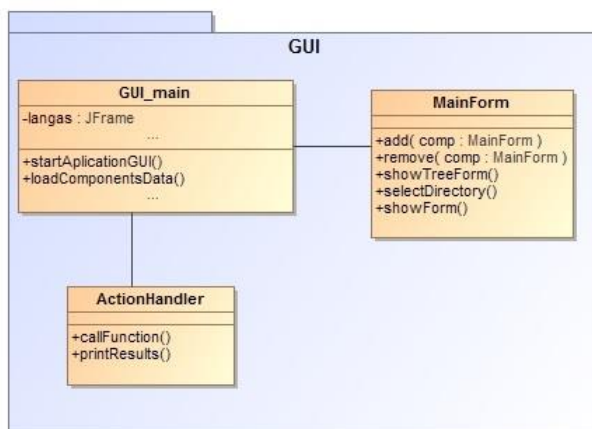 GUI
GUI_main
-langas : JFrame
...
+startAplicationGUI()
+loadComponentsData()
...
MainForm
+add( comp : MainForm )
+remove( comp : MainForm )
+showTreeForm()
+selectDirectory()
+showForm()
ActionHandler
+callFunction()
+printResults()